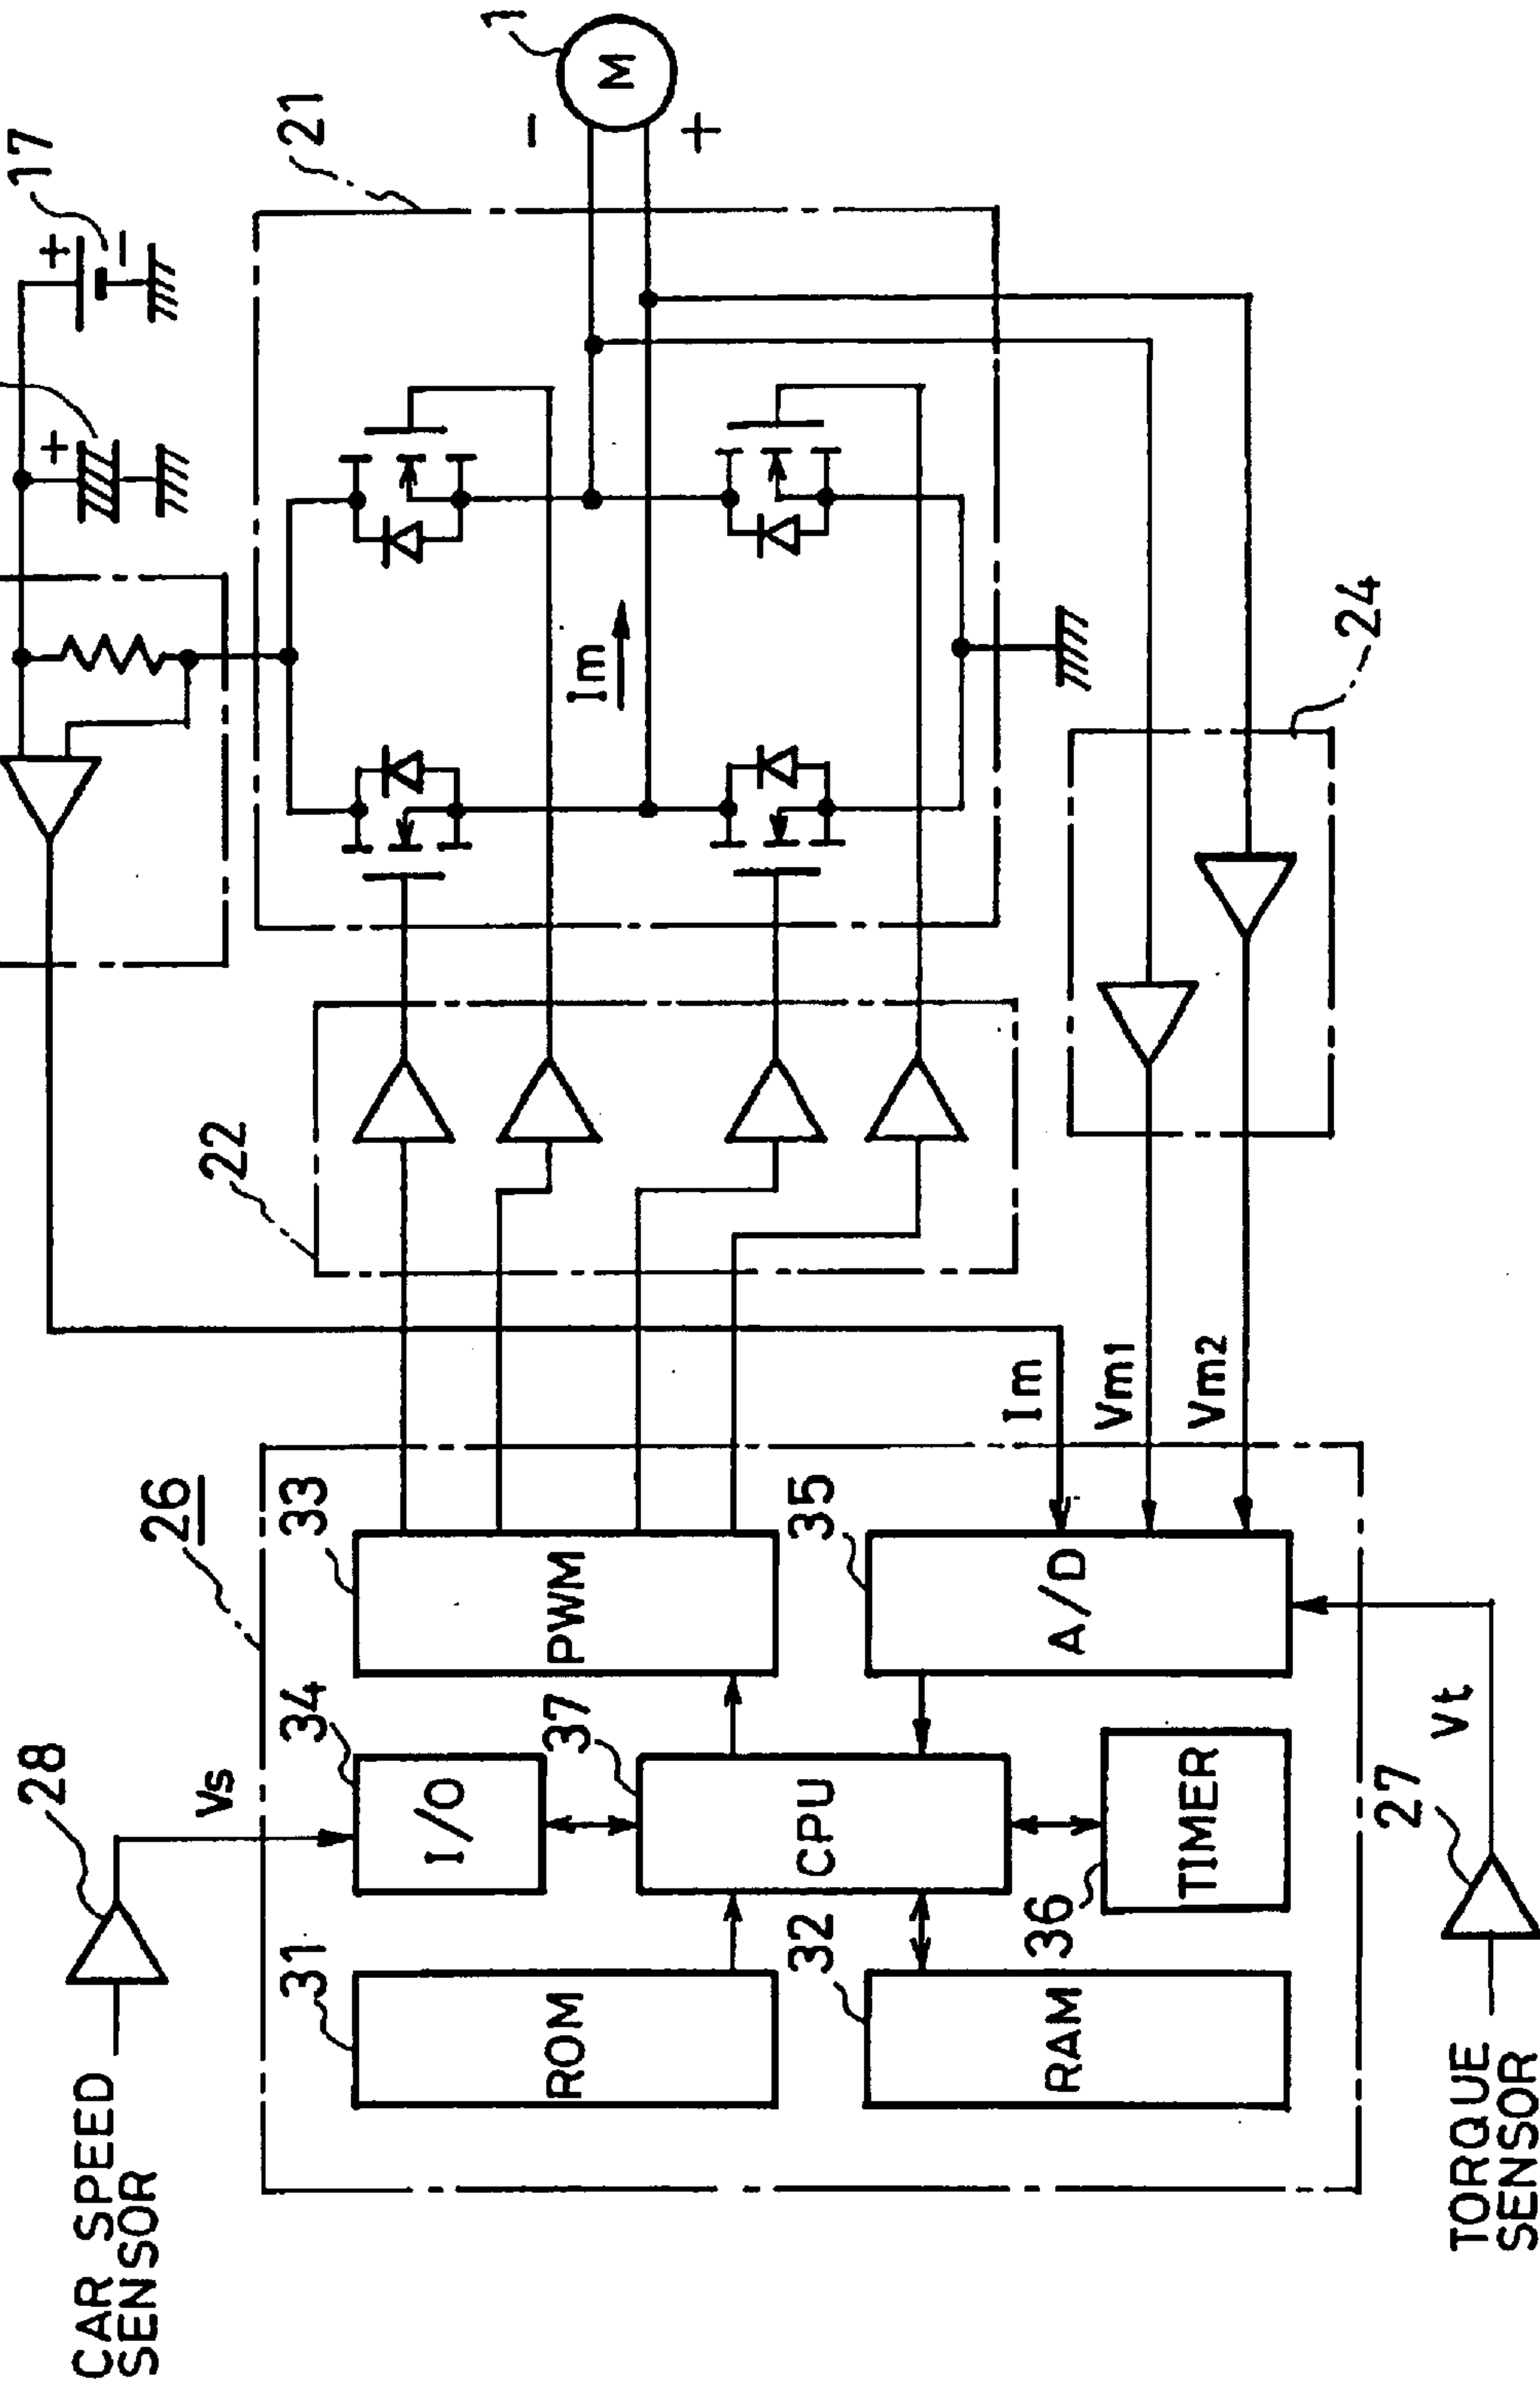 CAR SPEED
SENSOR
28
Vs
26
31
ROM
34
I/O
33
PWM
37
CPU
32
RAM
36
TIMER
35
A/D
Im
Vm1
Vm2
22
Im
21
24
+
17
+
-
-
+
M
1
27
Vt
TORQUE
SENSOR